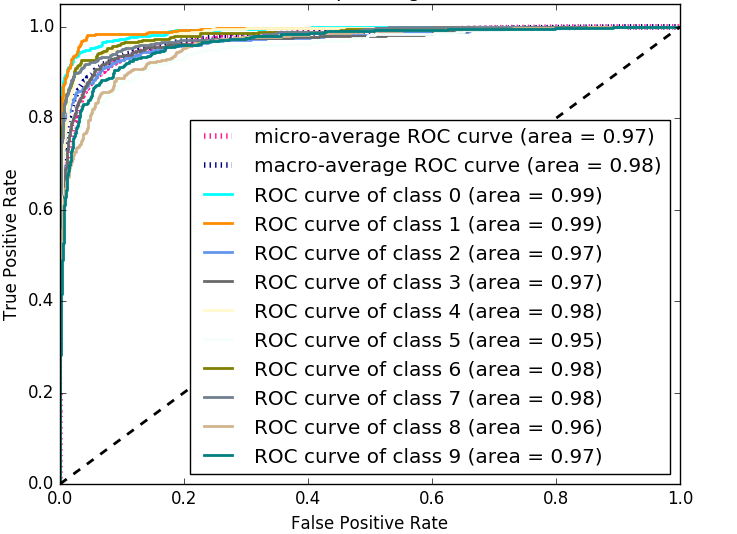 1.0
0.8
0.6
0.4
0.2
0.0
True Positive Rate
micro-average ROC curve (area = 0.97)
macro-average ROC curve (area = 0.98)
ROC curve of class 0 (area = 0.99)
ROC curve of class 1 (area = 0.99)
ROC curve of class 2 (area = 0.97)
ROC curve of class 3 (area = 0.97)
ROC curve of class 4 (area = 0.98)
ROC curve of class 5 (area = 0.95)
ROC curve of class 6 (area = 0.98)
ROC curve of class 7 (area = 0.98)
ROC curve of class 8 (area = 0.96)
ROC curve of class 9 (area = 0.97)
0.0 0.2 0.4 0.6 0.8 1.0
False Positive Rate